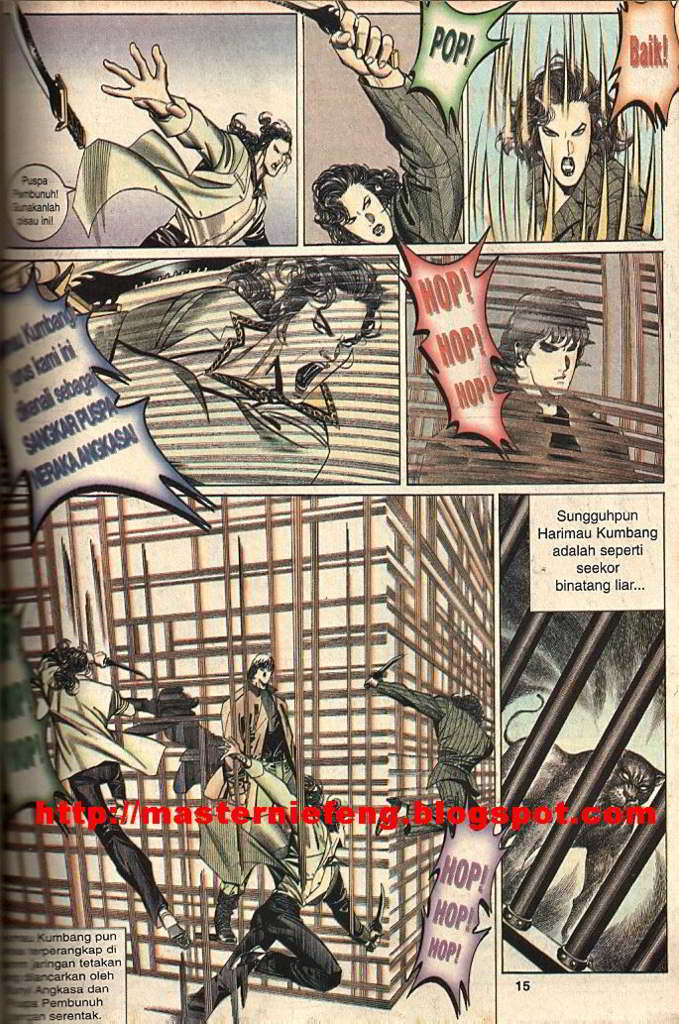 Puspa
Pembunuh!
Gunakanlah
pisau ini!
POP!
Baik!
Kumbang
kami ini
dikenali sebagai
SANGKAR PUSPA
NERAKA ANGKASA!
HOP!
HOP!
HOP!
Sungguhpun
Harimau Kumbang
adalah seperti
seekor
binatang liar...
http://masterniefeng.blogspot.com
HOP!
HOP!
HOP!
Kumbang pun
di
tetakan
oleh
Angkasa dan
Pembunuh
serentak.
15